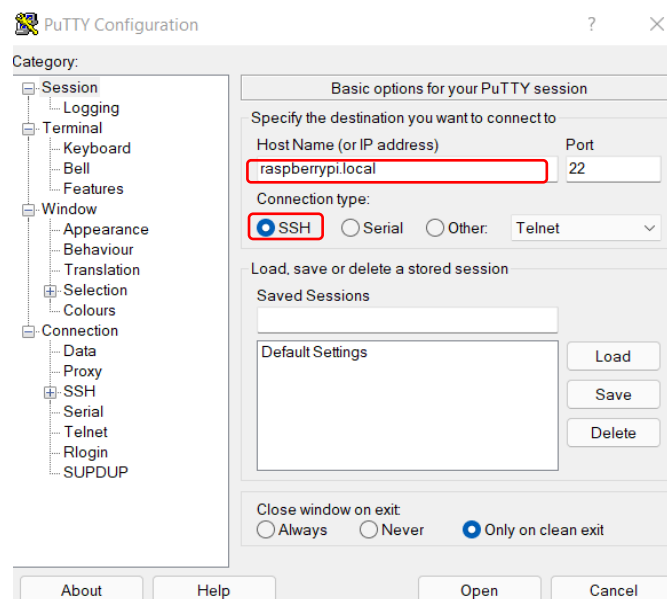 PuTTY Configuration
?
Category:
Session
Logging
Terminal
Keyboard
Bell
Features
Window
Appearance
Behaviour
Translation
Selection
Colours
Connection
Data
Proxy
SSH
Serial
Telnet
Rlogin
SUPDUP
Basic options for your PuTTY session
Specify the destination you want to connect to
Host Name (or IP address) Port
raspberrypi.local 22
Connection type:
SSH Serial Other: Telnet
Load, save or delete a stored session
Saved Sessions
Default Settings
Load
Save
Delete
Close window on exit:
Always Never Only on clean exit
About Help Open Cancel